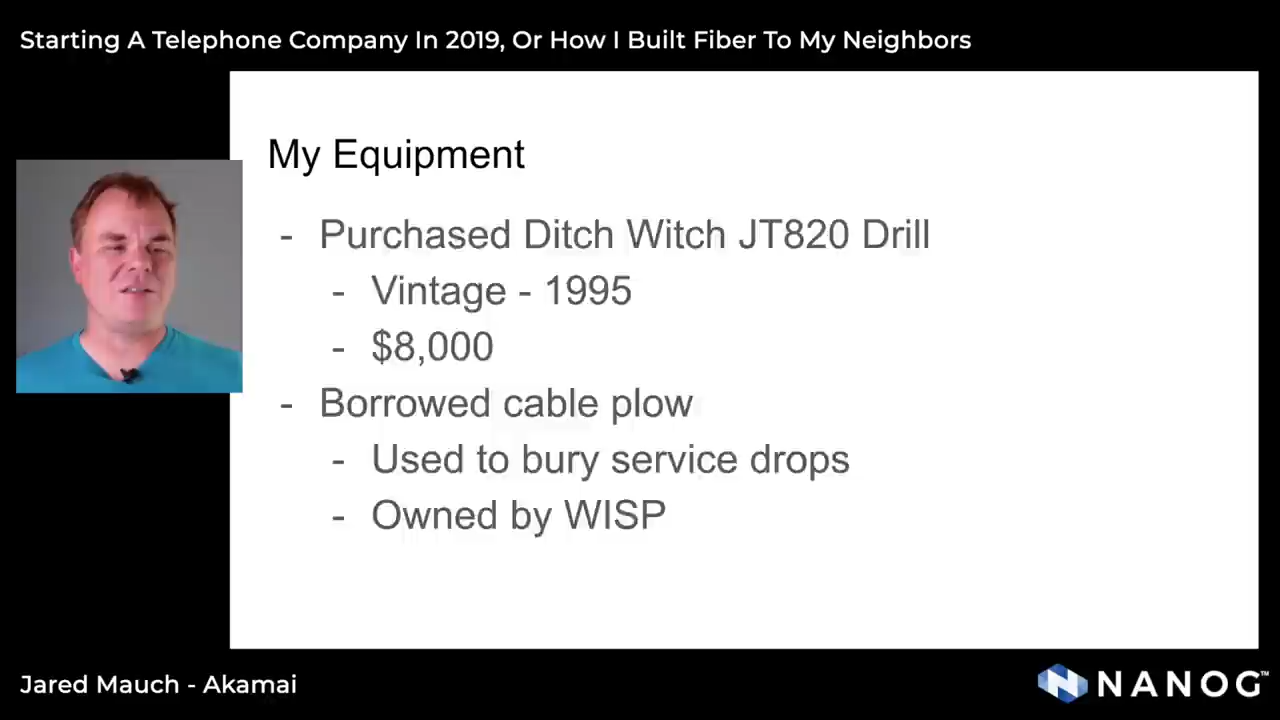 Starting A Telephone Company In 2019, Or How I Built Fiber To My Neighbors
My Equipment
- Purchased Ditch Witch JT820 Drill
- Vintage - 1995
- $8,000
- Borrowed cable plow
- Used to bury service drops
- Owned by WISP
Jared Mauch - Akamai
NANOG™